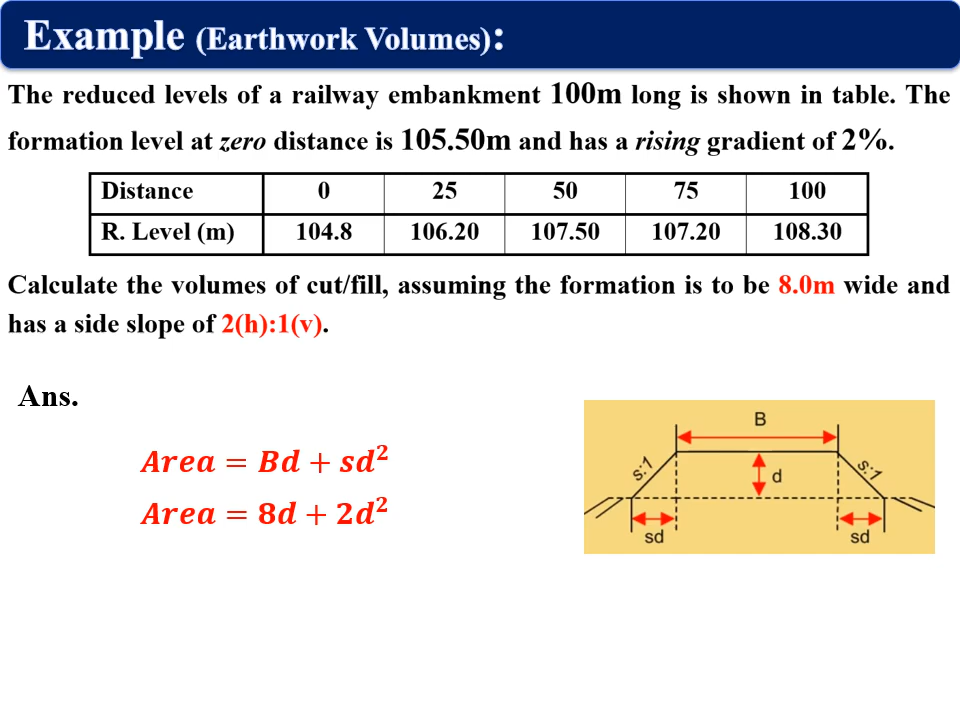 Example (Earthwork Volumes):
The reduced levels of a railway embankment 100m long is shown in table. The
formation level at zero distance is 105.50m and has a rising gradient of 2%.
Distance 0 25 50 75 100
R. Level (m) 104.8 106.20 107.50 107.20 108.30
Calculate the volumes of cut/fill, assuming the formation is to be 8.0m wide and
has a side slope of 2(h):1(v).
Ans.
Area = Bd + sd²
Area = 8d + 2d²
B
s:1 d s:1
sd sd